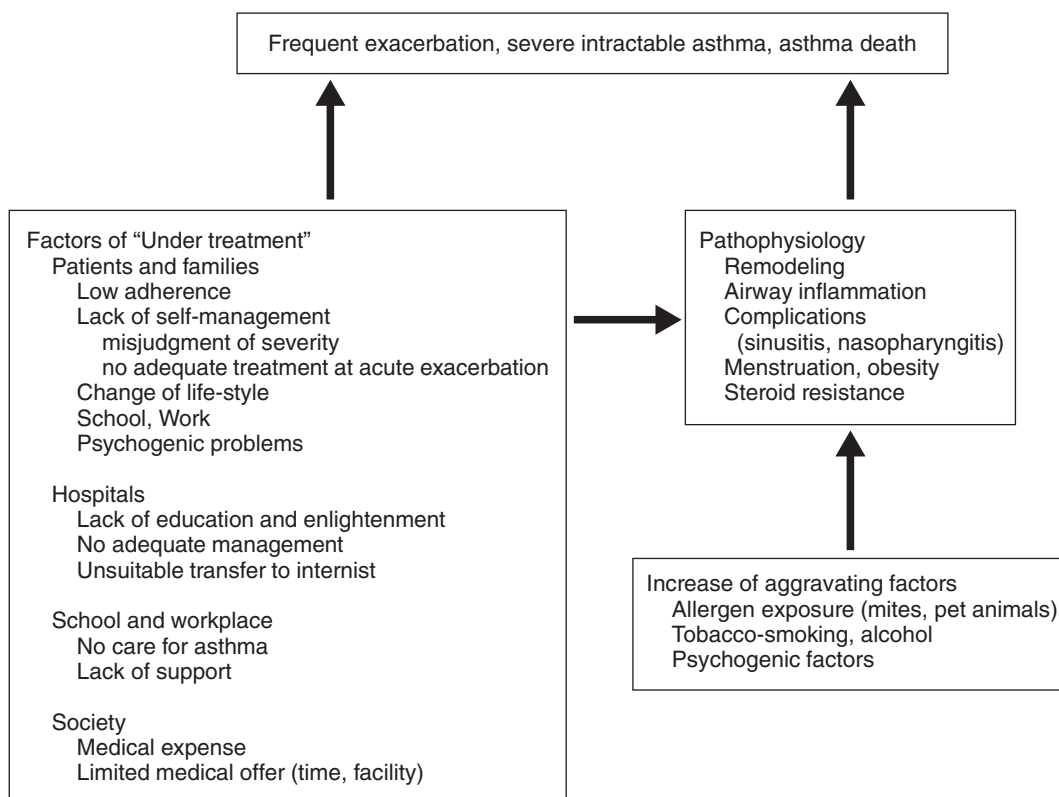 Frequent exacerbation, severe intractable asthma, asthma death
Factors of “Under treatment”
Patients and families
Low adherence
Lack of self-management
misjudgment of severity
no adequate treatment at acute exacerbation
Change of life-style
School, Work
Psychogenic problems
Hospitals
Lack of education and enlightenment
No adequate management
Unsuitable transfer to internist
School and workplace
No care for asthma
Lack of support
Society
Medical expense
Limited medical offer (time, facility)
Pathophysiology
Remodeling
Airway inflammation
Complications
(sinusitis, nasopharyngitis)
Menstruation, obesity
Steroid resistance
Increase of aggravating factors
Allergen exposure (mites, pet animals)
Tobacco-smoking, alcohol
Psychogenic factors